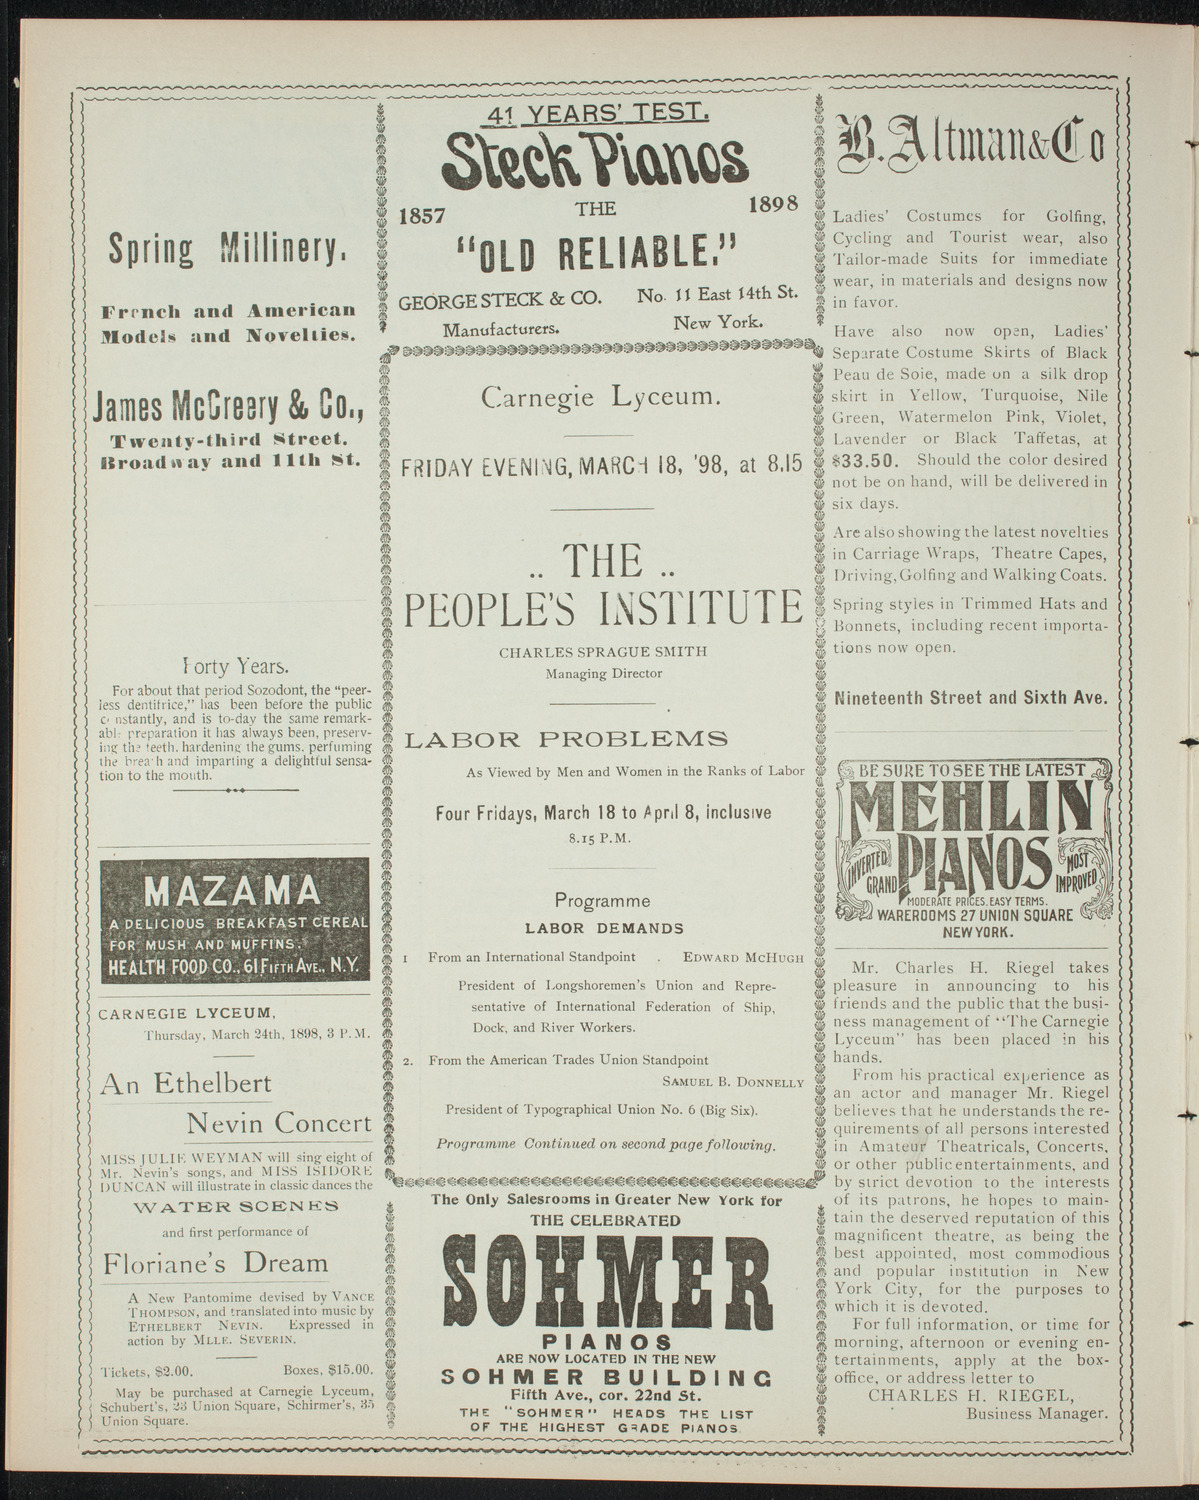 Spring Millinery.
French and American
Models and Novelties.
James McCreery & Co.,
Twenty-third Street.
Broadway and 11th St.
Forty Years.
For about that period Sozodont, the "peer-
less dentifrice," has been before the public
constantly, and is to-day the same remark-
able preparation it has always been, preserv-
ing the teeth, hardening the gums, perfuming
the breath and imparting a delightful sensa-
tion to the mouth.
MAZAMA
A DELICIOUS BREAKFAST CEREAL
FOR MUSH AND MUFFINS.
HEALTH FOOD CO., 61 FIFTH AVE., N.Y.
CARNEGIE LYCEUM,
Thursday, March 24th, 1898, 3 P.M.
An Ethelbert
Nevin Concert
MISS JULIE WEYMAN will sing eight of
Mr. Nevin's songs, and MISS ISIDORE
DUNCAN will illustrate in classic dances the
WATER SCENES
and first performance of
Floriane's Dream
A New Pantomime devised by VANCE
THOMPSON, and translated into music by
ETHELBERT NEVIN. Expressed in
action by MLLE. SEVERIN.
Tickets, $2.00. Boxes, $15.00.
May be purchased at Carnegie Lyceum,
Schubert's, 23 Union Square, Schirmer's, 35
Union Square.
41 YEARS' TEST.
Steck Pianos
1857 THE 1898
"OLD RELIABLE."
GEORGE STECK & CO. No. 11 East 14th St.
Manufacturers. New York.
Carnegie Lyceum.
FRIDAY EVENING, MARCH 18, '98, at 8.15
.. THE ..
PEOPLE'S INSTITUTE
CHARLES SPRAGUE SMITH
Managing Director
LABOR PROBLEMS
As Viewed by Men and Women in the Ranks of Labor
Four Fridays, March 18 to April 8, inclusive
8.15 P.M.
Programme
LABOR DEMANDS
1 From an International Standpoint . EDWARD MCHUGH
President of Longshoremen's Union and Repre-
sentative of International Federation of Ship,
Dock, and River Workers.
2. From the American Trades Union Standpoint
SAMUEL B. DONNELLY
President of Typographical Union No. 6 (Big Six).
Programme Continued on second page following.
The Only Salesrooms in Greater New York for
THE CELEBRATED
SOHMER
PIANOS
ARE NOW LOCATED IN THE NEW
SOHMER BUILDING
Fifth Ave., cor. 22nd St.
THE "SOHMER" HEADS THE LIST
OF THE HIGHEST GRADE PIANOS
B. Altman & Co
Ladies' Costumes for Golfing,
Cycling and Tourist wear, also
Tailor-made Suits for immediate
wear, in materials and designs now
in favor.
Have also now open, Ladies'
Separate Costume Skirts of Black
Peau de Soie, made on a silk drop
skirt in Yellow, Turquoise, Nile
Green, Watermelon Pink, Violet,
Lavender or Black Taffetas, at
$33.50. Should the color desired
not be on hand, will be delivered in
six days.
Are also showing the latest novelties
in Carriage Wraps, Theatre Capes,
Driving, Golfing and Walking Coats.
Spring styles in Trimmed Hats and
Bonnets, including recent importa-
tions now open.
Nineteenth Street and Sixth Ave.
BE SURE TO SEE THE LATEST
MEHLIN
PIANOS
INVERTED GRAND
MOST IMPROVED
MODERATE PRICES. EASY TERMS.
WAREROOMS 27 UNION SQUARE
NEW YORK.
Mr. Charles H. Riegel takes
pleasure in announcing to his
friends and the public that the busi-
ness management of "The Carnegie
Lyceum" has been placed in his
hands.
From his practical experience as
an actor and manager Mr. Riegel
believes that he understands the re-
quirements of all persons interested
in Amateur Theatricals, Concerts,
or other public entertainments, and
by strict devotion to the interests
of its patrons, he hopes to main-
tain the deserved reputation of this
magnificent theatre, as being the
best appointed, most commodious
and popular institution in New
York City, for the purposes to
which it is devoted.
For full information, or time for
morning, afternoon or evening en-
tertainments, apply at the box-
office, or address letter to
CHARLES H. RIEGEL,
Business Manager.